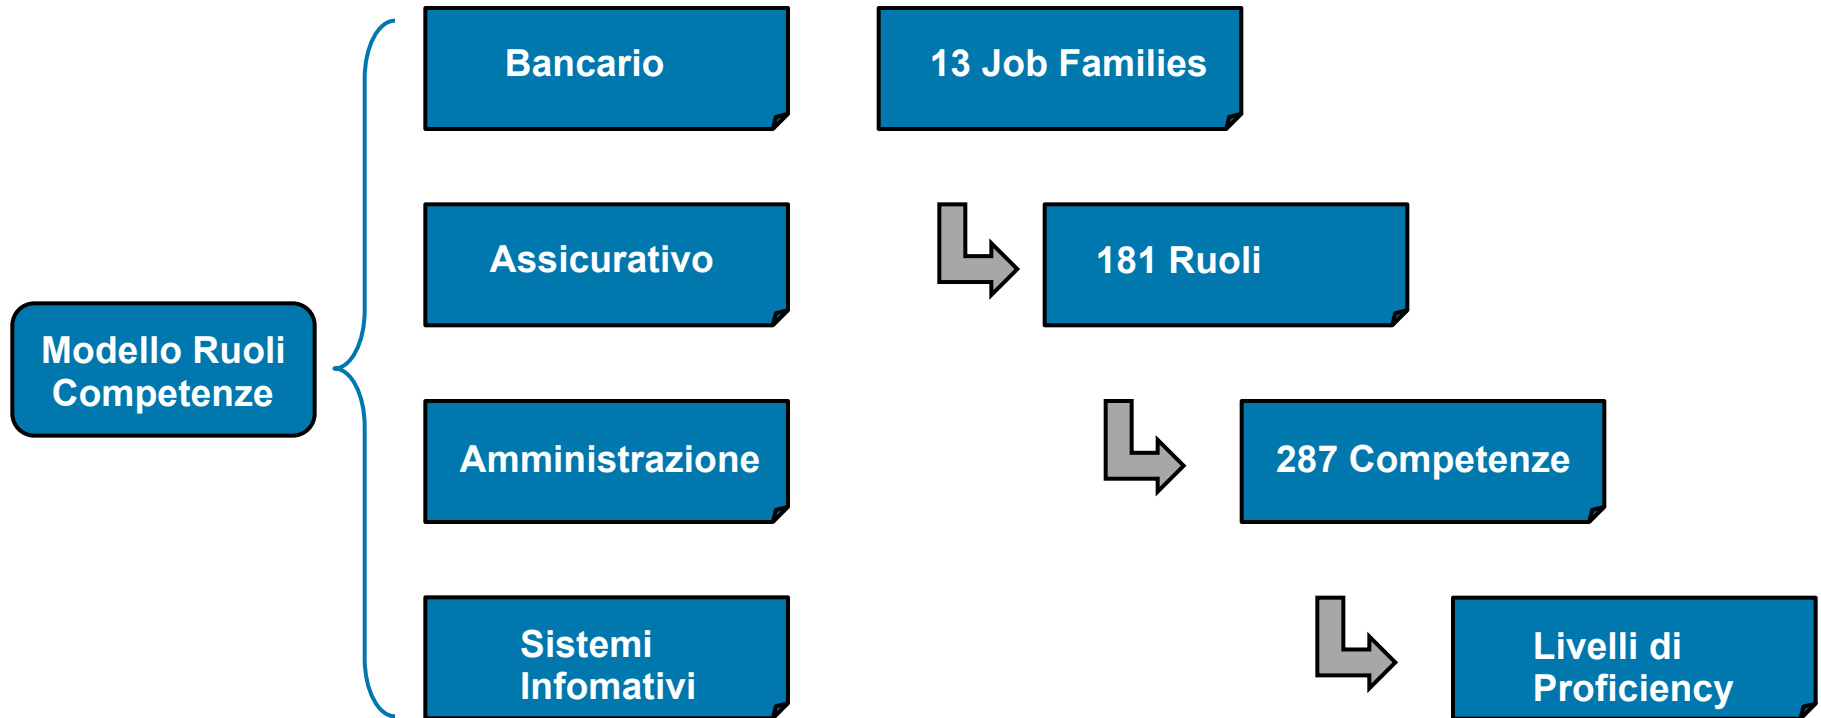 Modello Ruoli
Competenze
Bancario
13 Job Families
Assicurativo
181 Ruoli
Amministrazione
287 Competenze
Sistemi
Infomativi
Livelli di
Proficiency